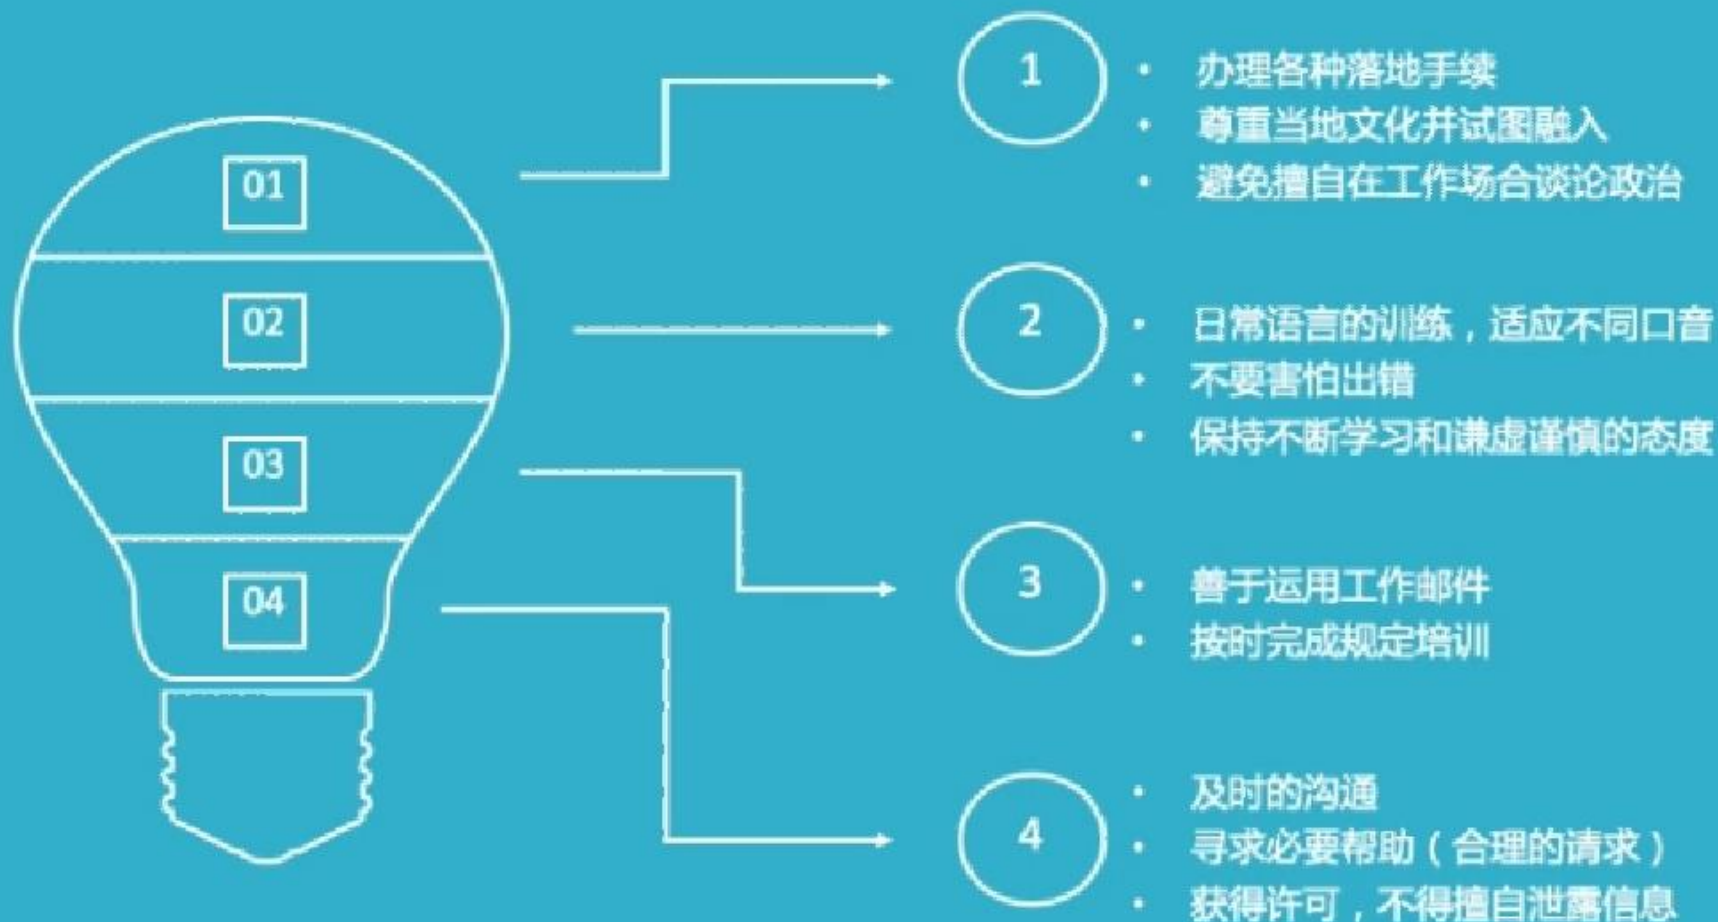 01
02
03
04
1
• 办理各种落地手续
• 尊重当地文化并试图融入
• 避免擅自在工作场合谈论政治
2
• 日常语言的训练，适应不同口音
• 不要害怕出错
• 保持不断学习和谦虚谨慎的态度
3
• 善于运用工作邮件
• 按时完成规定培训
4
• 及时的沟通
• 寻求必要帮助（合理的请求）
• 获得许可，不得擅自泄露信息